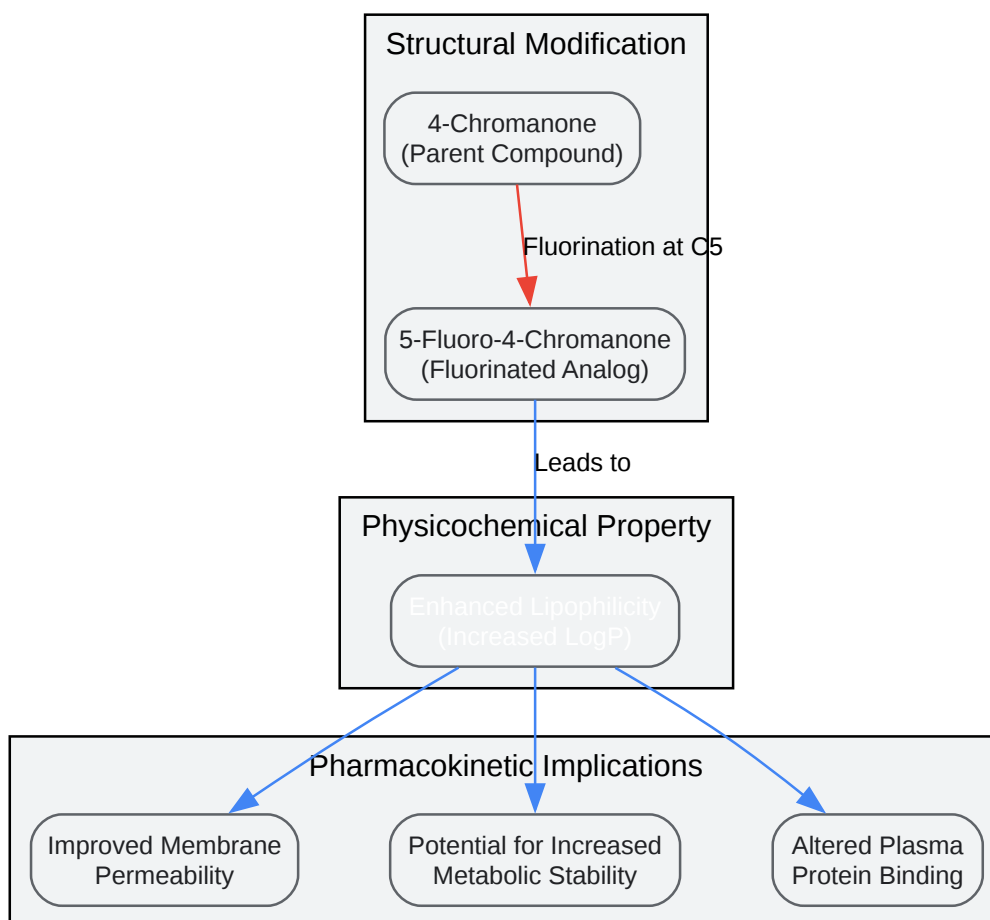 Structural Modification
4-Chromanone
(Parent Compound)
Fluorination at C5
5-Fluoro-4-Chromanone
(Fluorinated Analog)
Leads to
Physicochemical Property
Enhanced Lipophilicity
(Increased LogP)
Pharmacokinetic Implications
Improved Membrane
Permeability
Potential for Increased
Metabolic Stability
Altered Plasma
Protein Binding